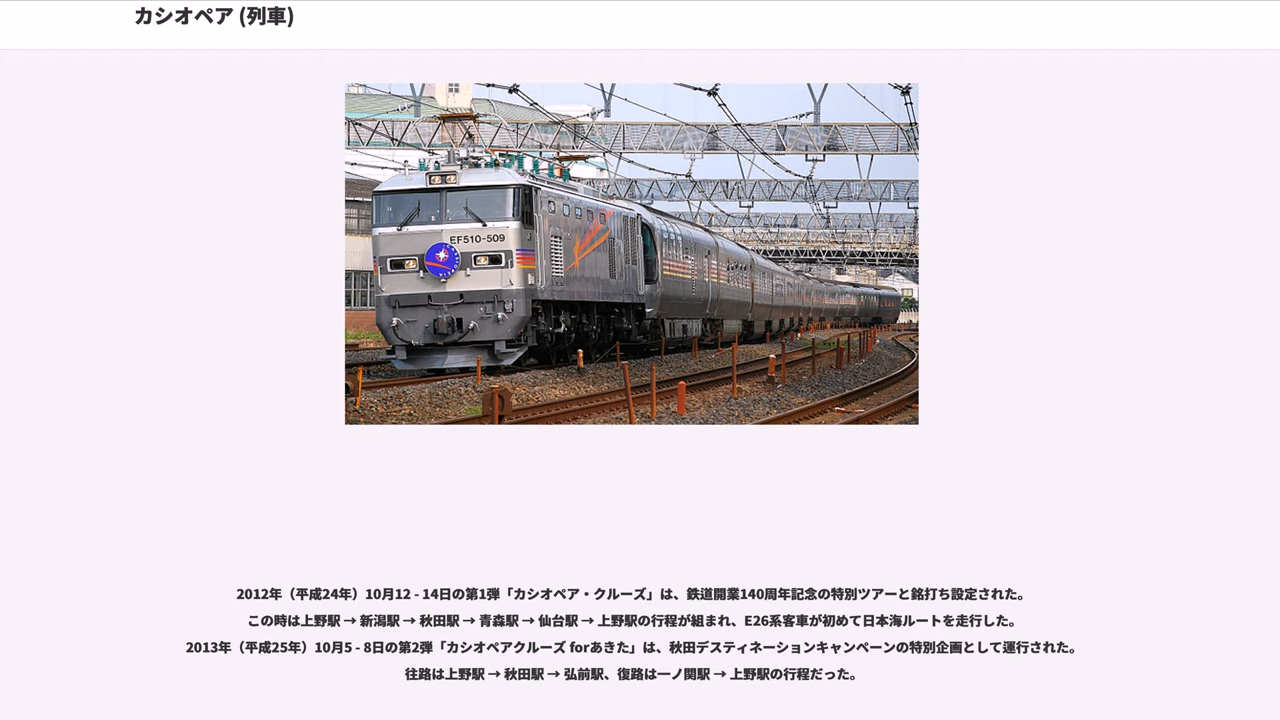 カシオペア (列車)
EF510-509
2012年（平成24年）10月12 - 14日の第1弾「カシオペア・クルーズ」は、鉄道開業140周年記念の特別ツアーと銘打ち設定された。
この時は上野駅 → 新潟駅 → 秋田駅 → 青森駅 → 仙台駅 → 上野駅の行程が組まれ、E26系客車が初めて日本海ルートを走行した。
2013年（平成25年）10月5 - 8日の第2弾「カシオペアクルーズ forあきた」は、秋田デスティネーションキャンペーンの特別企画として運行された。
往路は上野駅 → 秋田駅 → 弘前駅、復路は一ノ関駅 → 上野駅の行程だった。